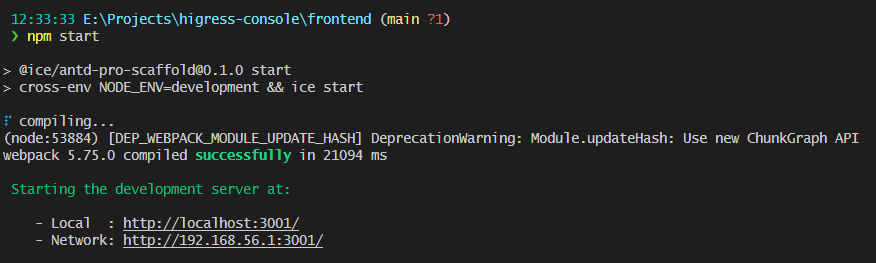 12:33:33 E:\Projects\higress-console\frontend (main ?1)
❯ npm start
> @ice/antd-pro-scaffold@0.1.0 start
> cross-env NODE_ENV=development && ice start
⠋ compiling...
(node:53884) [DEP_WEBPACK_MODULE_UPDATE_HASH] DeprecationWarning: Module.updateHash: Use new ChunkGraph API
webpack 5.75.0 compiled successfully in 21094 ms
Starting the development server at:
- Local  : http://localhost:3001/
- Network: http://192.168.56.1:3001/